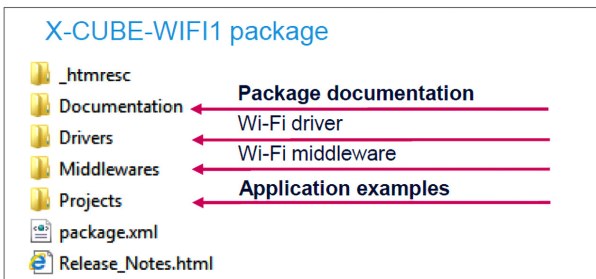 X-CUBE-WIFI1 package
_htmresc
Documentation
Package documentation
Drivers
Wi-Fi driver
Middlewares
Wi-Fi middleware
Projects
Application examples
package.xml
Release_Notes.html